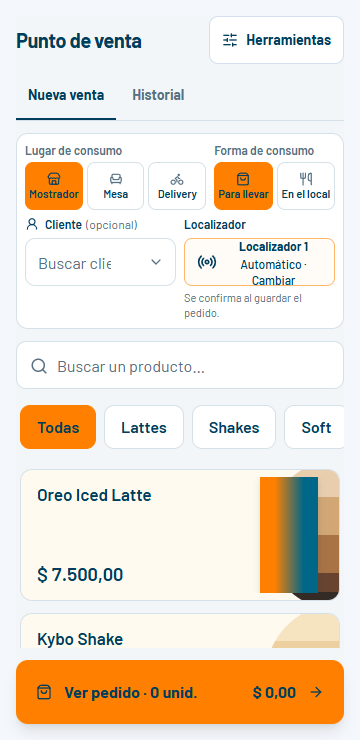 Punto de venta
Herramientas
Nueva venta
Historial
Lugar de consumo
Forma de consumo
Mostrador
Mesa
Delivery
Para llevar
En el local
Cliente (opcional)
Localizador
Buscar clie
Localizador 1
Automático ·
Cambiar
Se confirma al guardar el
pedido.
Buscar un producto...
Todas
Lattes
Shakes
Soft
Oreo Iced Latte
$ 7.500,00
Kybo Shake
Ver pedido · 0 unid.
$ 0,00